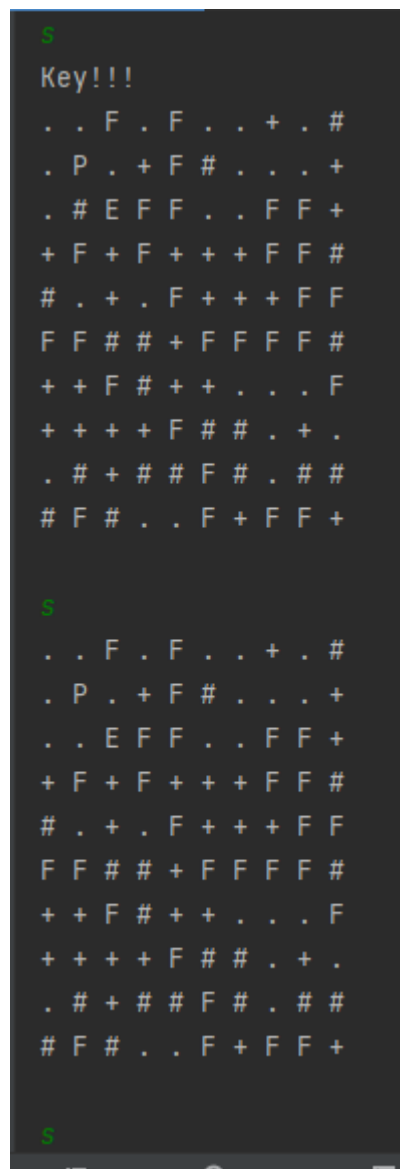 s
Key!!!
. . F . F . . + . #
. P . + F # . . . +
. # E F F . . F F +
+ F + F + + + F F #
# . + . F + + + F F
F F # # + F F F F #
+ + F # + + . . . F
+ + + + F # # . + .
. # + # # F # . # #
# F # . . F + F F +
s
. . F . F . . + . #
. P . + F # . . . +
. . E F F . . F F +
+ F + F + + + F F #
# . + . F + + + F F
F F # # + F F F F #
+ + F # + + . . . F
+ + + + F # # . + .
. # + # # F # . # #
# F # . . F + F F +
s